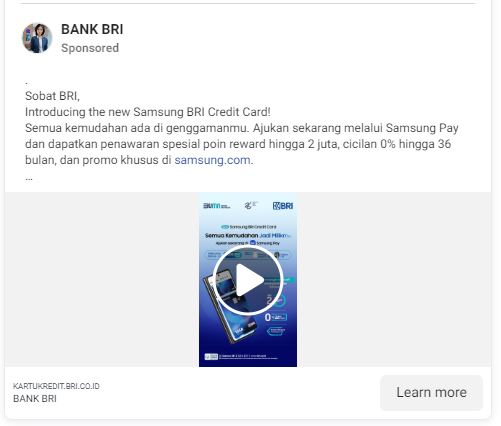 BANK BRI
Sponsored
.
Sobat BRI,
Introducing the new Samsung BRI Credit Card!
Semua kemudahan ada di genggamanmu. Ajukan sekarang melalui Samsung Pay
dan dapatkan penawaran spesial poin reward hingga 2 juta, cicilan 0% hingga 36
bulan, dan promo khusus di samsung.com.
...
BRI
Samsung BRI Credit Card
Semua Kemudahan Jadi
Ajukan sekarang di Samsung Pay
0%
KARTUKREDIT.BRI.CO.ID
BANK BRI
Learn more